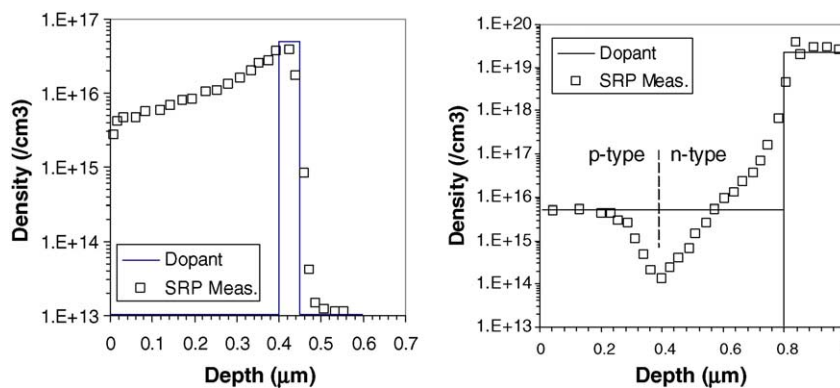 1.E+17
1.E+16
1.E+15
1.E+14
1.E+13
Density (/cm3)
Dopant
SRP Meas.
0 0.1 0.2 0.3 0.4 0.5 0.6 0.7
Depth (μm)
1.E+20
1.E+19
1.E+18
1.E+17
1.E+16
1.E+15
1.E+14
1.E+13
Density (/cm3)
Dopant
SRP Meas.
p-type n-type
0 0.2 0.4 0.6 0.8
Depth (μm)